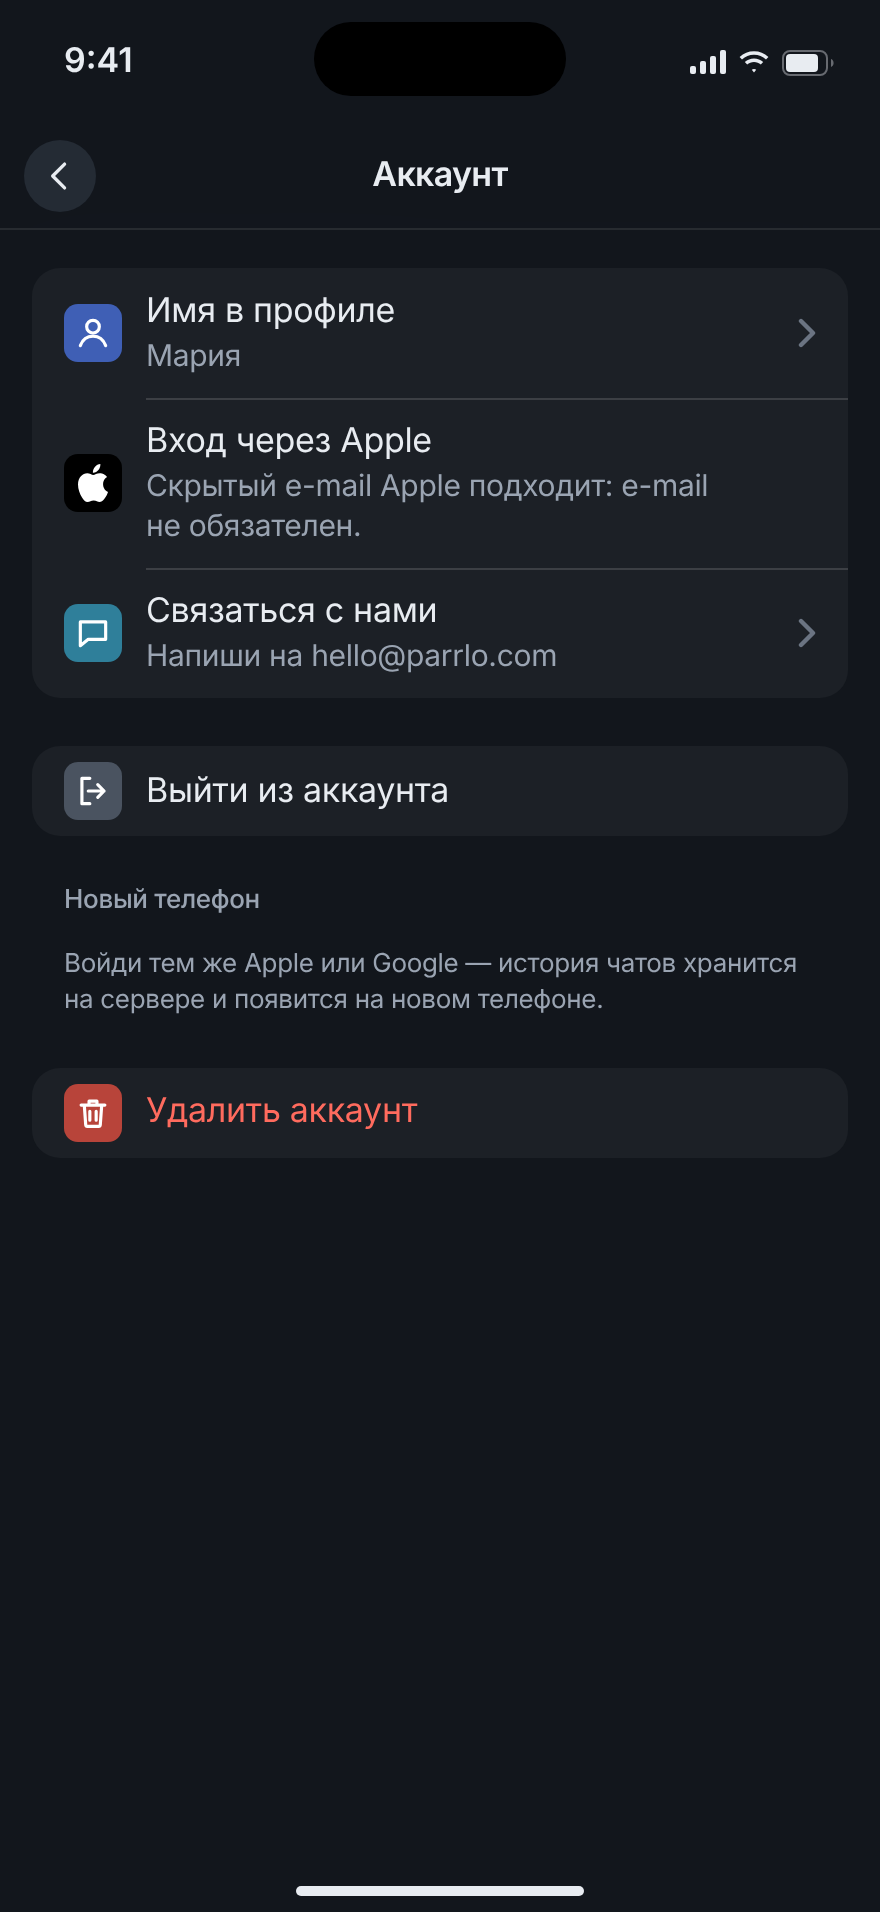 9:41
Аккаунт
Имя в профиле
Мария
Вход через Apple
Скрытый e-mail Apple подходит: e-mail
не обязателен.
Связаться с нами
Напиши на hello@parrlo.com
Выйти из аккаунта
Новый телефон
Войди тем же Apple или Google — история чатов хранится
на сервере и появится на новом телефоне.
Удалить аккаунт